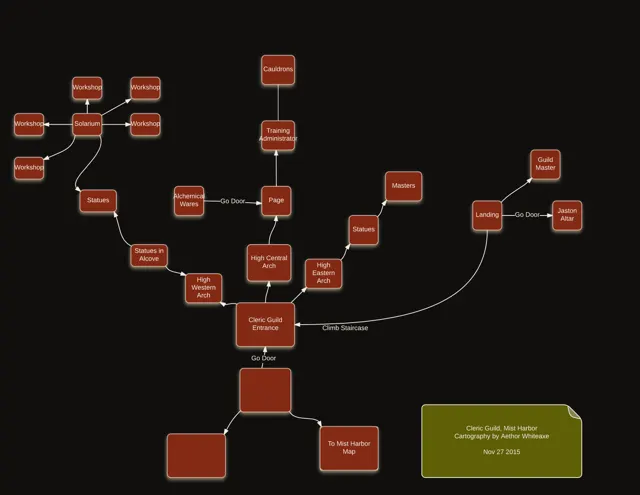 Cauldrons
Workshop
Workshop
Workshop
Solarium
Workshop
Training
Administrator
Workshop
Guild
Master
Masters
Statues
Alchemical
Wares
Go Door
Page
Landing
Go Door
Jaston
Altar
Statues
Statues in
Alcove
High Central
Arch
High
Eastern
Arch
High
Western
Arch
Cleric Guild
Entrance
Climb Staircase
Go Door
To Mist Harbor
Map
Cleric Guild, Mist Harbor
Cartography by Aethor Whiteaxe
Nov 27 2015